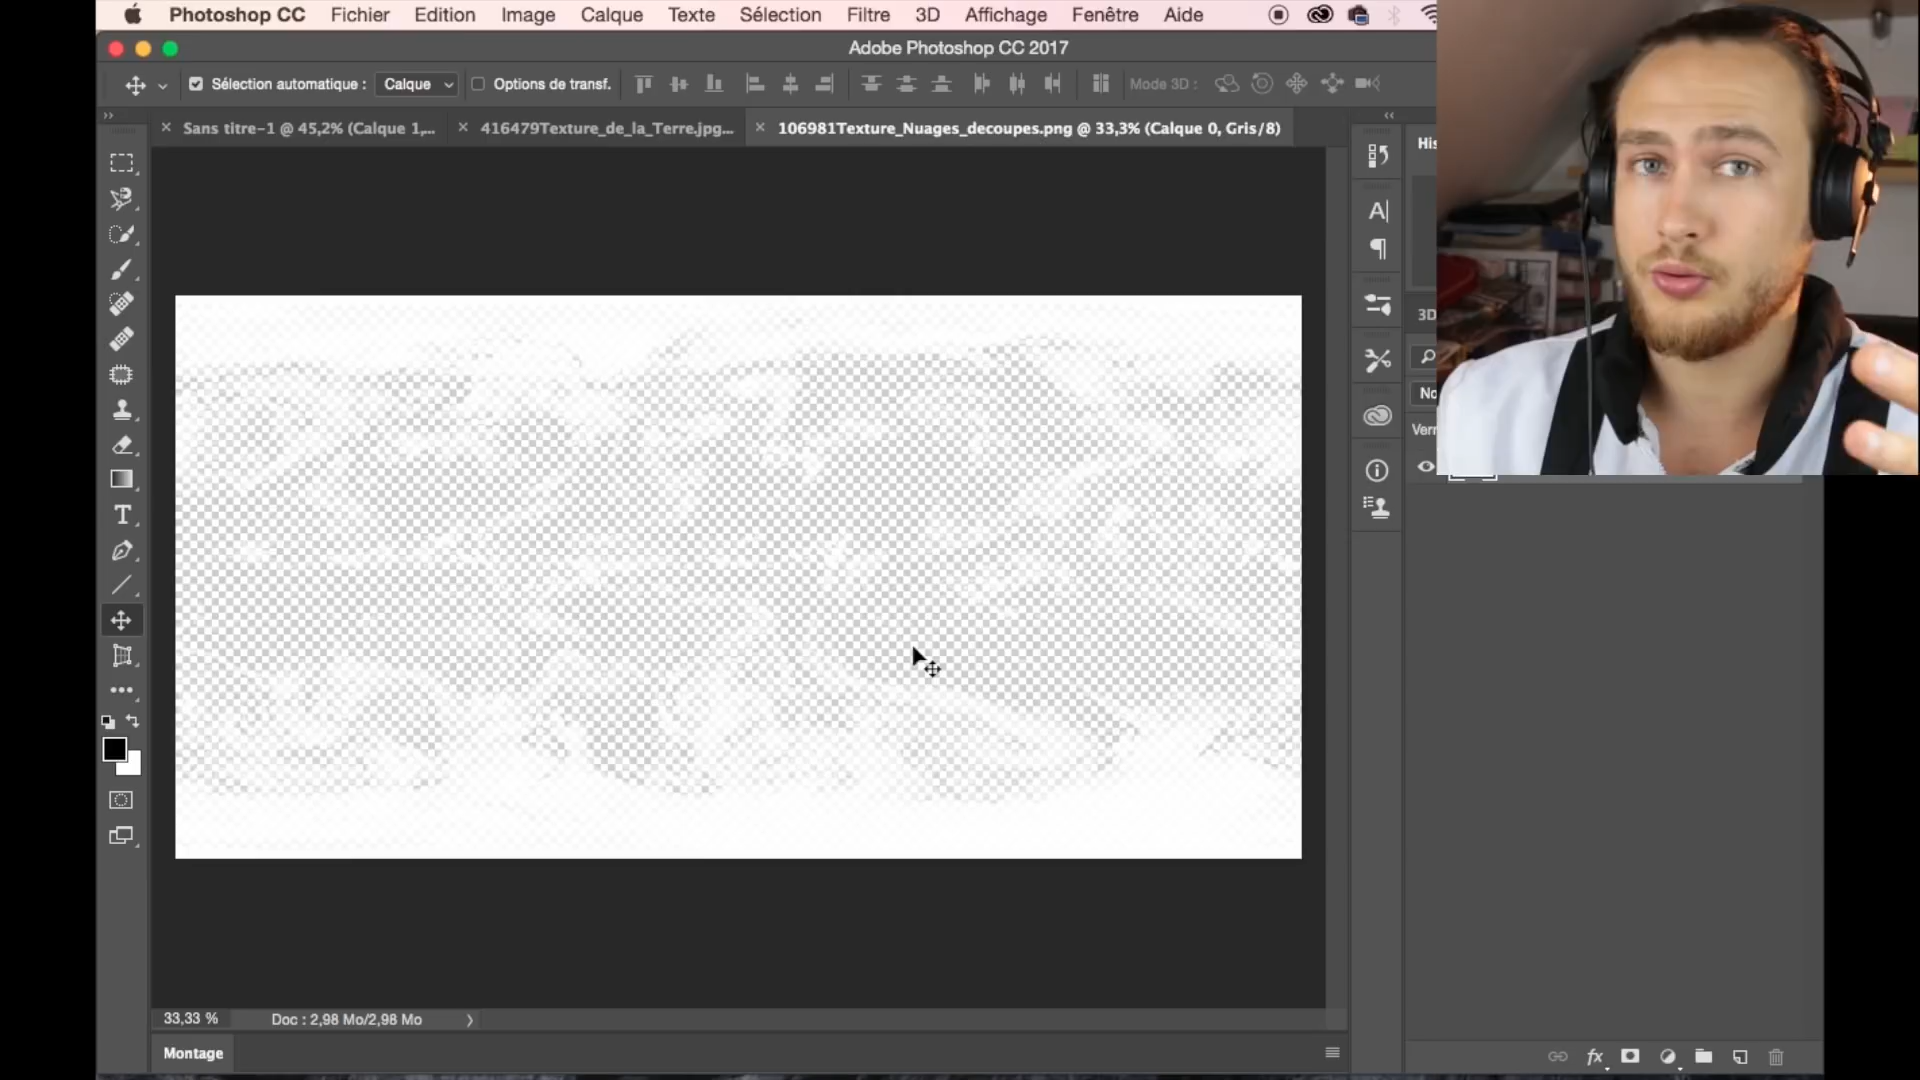 Photoshop CC Fichier Edition Image Calque Texte Sélection Filtre 3D Affichage Fenêtre Aide
Adobe Photoshop CC 2017
Sélection automatique : Calque Options de transf. Mode 3D :
Sans titre-1 @ 45,2% (Calque 1,... 416479Texture_de_la_Terre.jpg... 106981Texture_Nuages_decoupes.png @ 33,3% (Calque 0, Gris/8)
His
3D
No
Verr
33,33 % Doc : 2,98 Mo/2,98 Mo
Montage